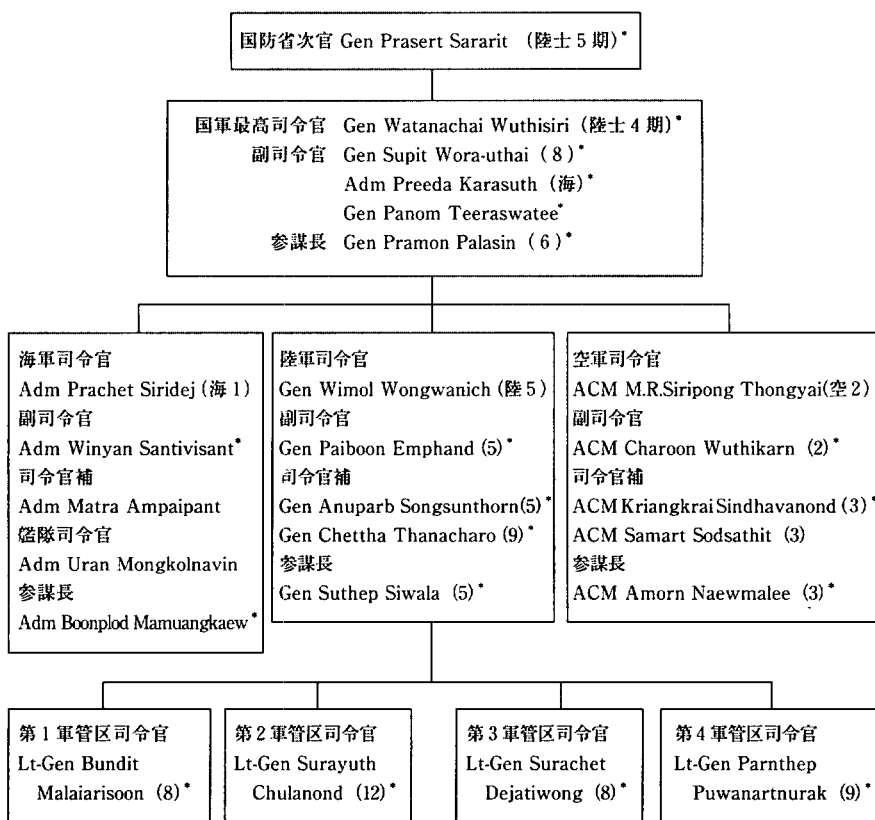 国防省次官 Gen Prasert Sararit (陸士5期)*
国軍最高司令官 Gen Watanachai Wuthisiri (陸士4期)*
副司令官 Gen Supit Wora-uthai (8)*
Adm Preeda Karasuth (海)*
Gen Panom Teeraswatee*
参謀長 Gen Pramon Palasin (6)*
海軍司令官
Adm Prachet Siridej (海1)
副司令官
Adm Winyan Santivisant*
司令官補
Adm Matra Ampaipant
艦隊司令官
Adm Uran Mongkolnavin
参謀長
Adm Boonplod Mamuangkaew*
陸軍司令官
Gen Wimol Wongwanich (陸5)
副司令官
Gen Paiboon Emphand (5)*
司令官補
Gen Anuparb Songsunthorn(5)*
Gen Chettha Thanacharo (9)*
参謀長
Gen Suthep Siwala (5)*
空軍司令官
ACM M.R.Siripong Thongyai(空2)
副司令官
ACM Charoon Wuthikarn (2)*
司令官補
ACM Kriangkrai Sindhavanond (3)*
ACM Samart Sodsathit (3)
参謀長
ACM Amorn Naewmalee (3)*
第1軍管区司令官
Lt-Gen Bundit
Malaiarisoon (8)*
第2軍管区司令官
Lt-Gen Surayuth
Chulanond (12)*
第3軍管区司令官
Lt-Gen Surachet
Dejatiwong (8)*
第4軍管区司令官
Lt-Gen Parnthep
Puwanartnurak (9)*